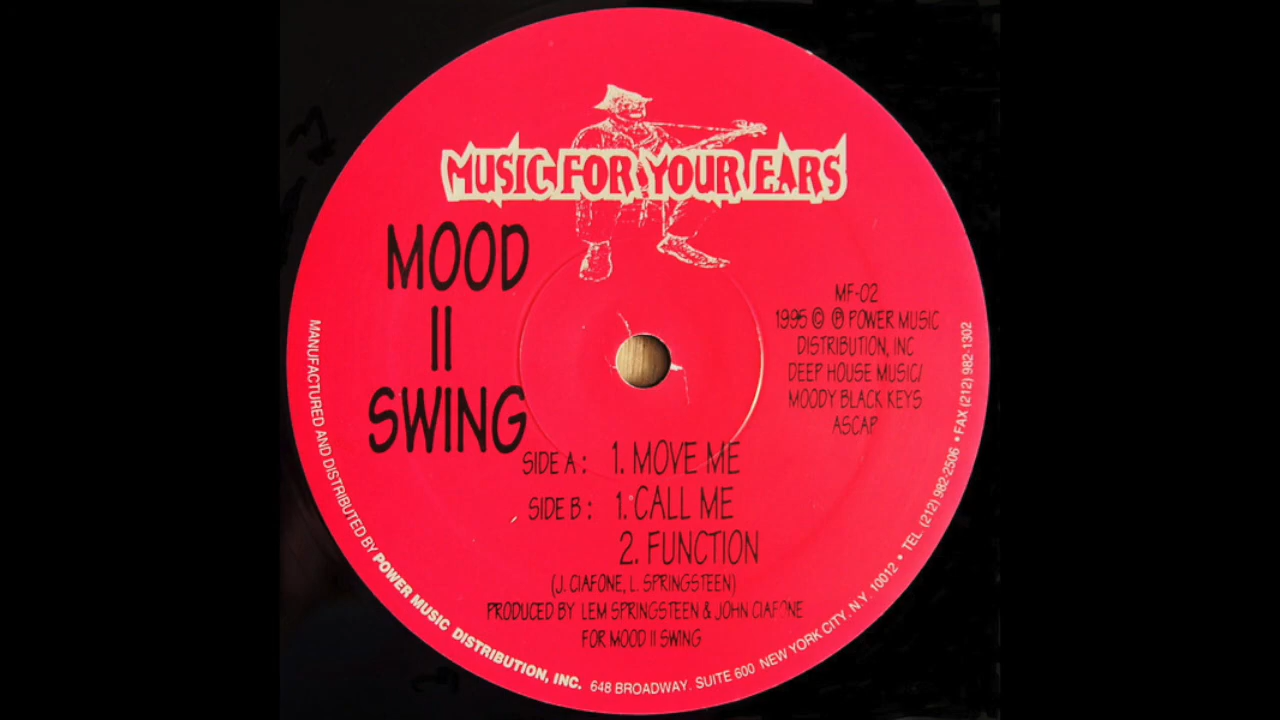 MUSIC FOR YOUR EARS
MOOD
II
SWING
MF-02
1995 © ℗ POWER MUSIC
DISTRIBUTION, INC
DEEP HOUSE MUSIC/
MOODY BLACK KEYS
ASCAP
SIDE A : 1. MOVE ME
SIDE B : 1. CALL ME
2. FUNCTION
(J. CIAFONE, L. SPRINGSTEEN)
PRODUCED BY LEM SPRINGSTEEN & JOHN CIAFONE
FOR MOOD II SWING
MANUFACTURED AND DISTRIBUTED BY POWER MUSIC DISTRIBUTION, INC. 648 BROADWAY. SUITE 600 NEW YORK CITY. N.Y. 10012 • TEL (212) 982-2506 • FAX (212) 982-1302